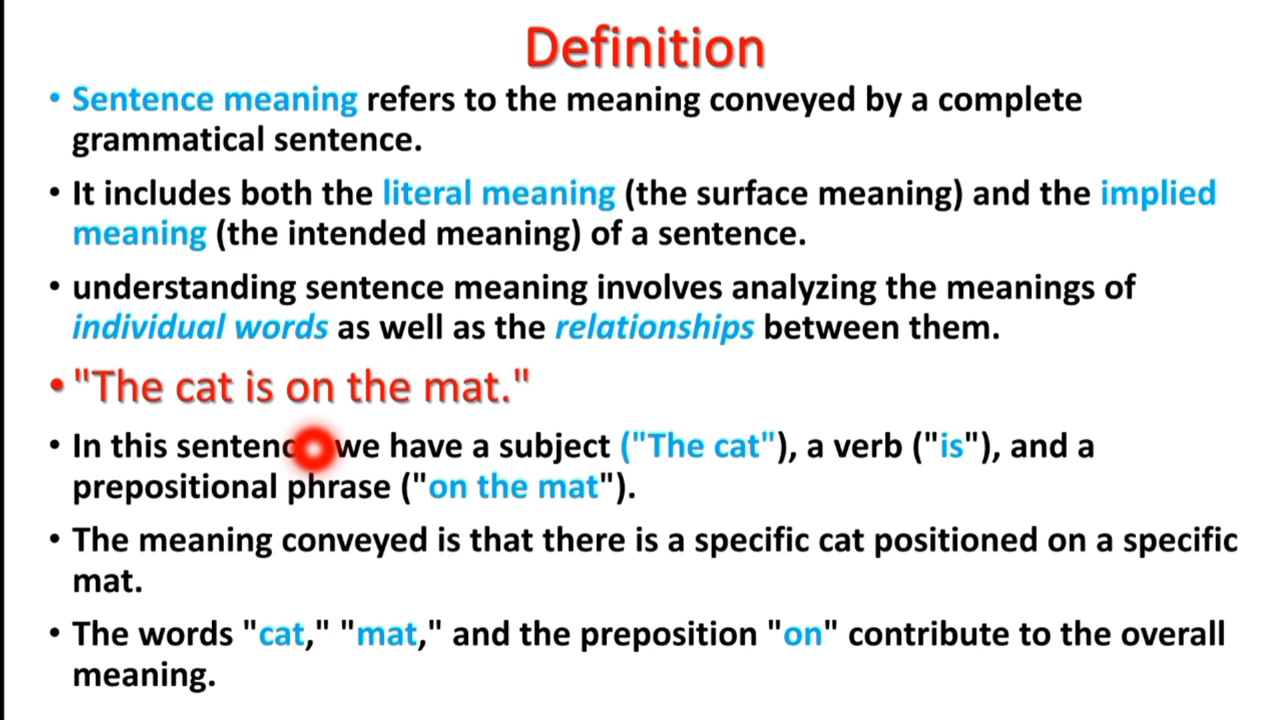 Definition
• Sentence meaning refers to the meaning conveyed by a complete
grammatical sentence.
• It includes both the literal meaning (the surface meaning) and the implied
meaning (the intended meaning) of a sentence.
• understanding sentence meaning involves analyzing the meanings of
individual words as well as the relationships between them.
• "The cat is on the mat."
• In this sentenc we have a subject ("The cat"), a verb ("is"), and a
prepositional phrase ("on the mat").
• The meaning conveyed is that there is a specific cat positioned on a specific
mat.
• The words "cat," "mat," and the preposition "on" contribute to the overall
meaning.